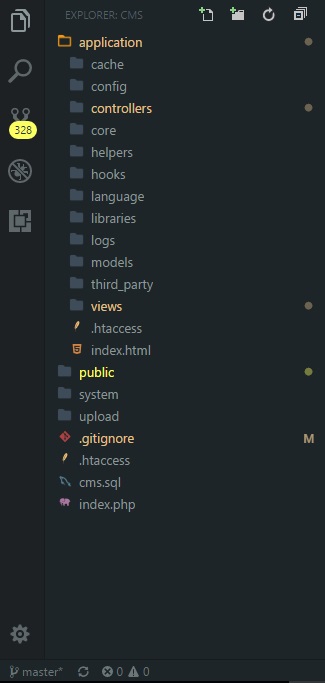 EXPLORER: CMS
application
cache
config
controllers
core
helpers
hooks
language
libraries
logs
models
third_party
views
.htaccess
index.html
public
system
upload
.gitignore M
.htaccess
cms.sql
index.php
328
master* 0 0